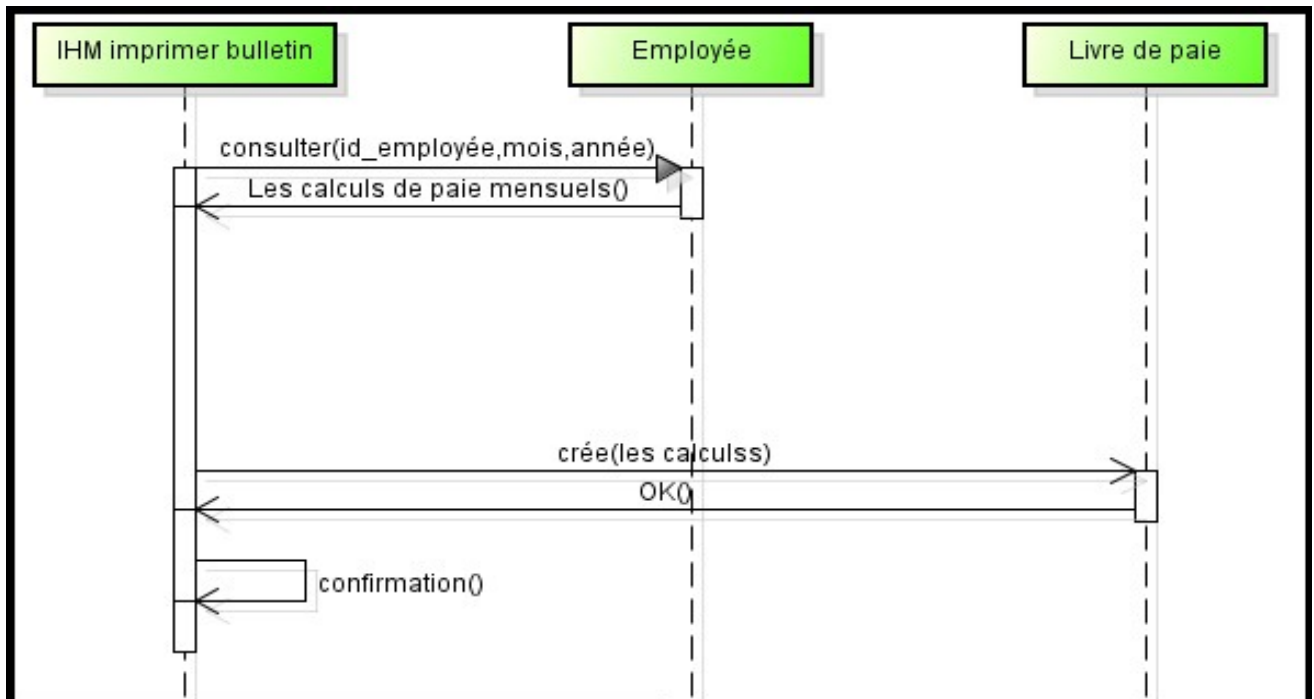 IHM imprimer bulletin
Employée
Livre de paie
consulter(id_employée,mois,année)
Les calculs de paie mensuels()
crée(les calculss)
OK()
confirmation()